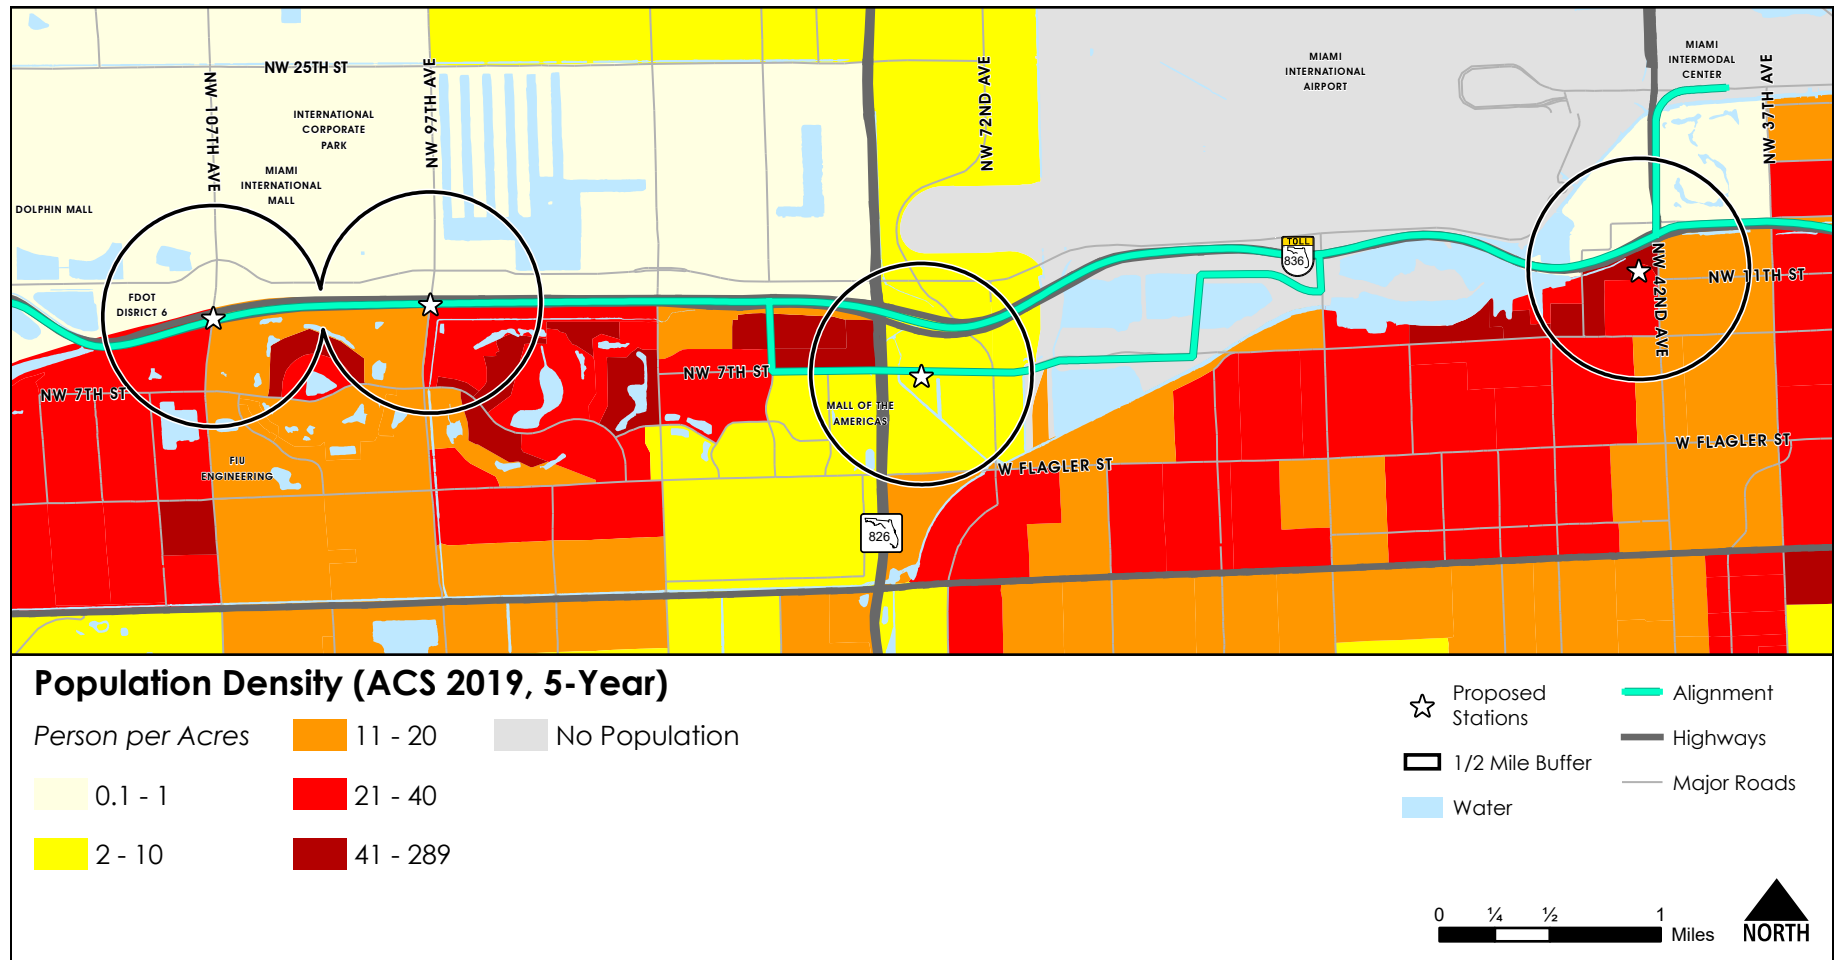 NW 25TH ST
NW 107TH AVE
NW 97TH AVE
NW 72ND AVE
NW 37TH AVE
MIAMI
INTERNATIONAL
AIRPORT
MIAMI
INTERMODAL
CENTER
INTERNATIONAL
CORPORATE
PARK
MIAMI
INTERNATIONAL
MALL
DOLPHIN MALL
TOLL
836
NW 42ND AVE
NW 11TH ST
FDOT
DISRICT 6
NW 7TH ST
NW 7TH ST
MALL OF THE
AMERICAS
FIU
ENGINEERING
W FLAGLER ST
W FLAGLER ST
826
Population Density (ACS 2019, 5-Year)
Person per Acres
0.1 - 1
2 - 10
11 - 20
21 - 40
41 - 289
No Population
Proposed
Stations
1/2 Mile Buffer
Water
Alignment
Highways
Major Roads
0 ¼ ½ 1
Miles
NORTH